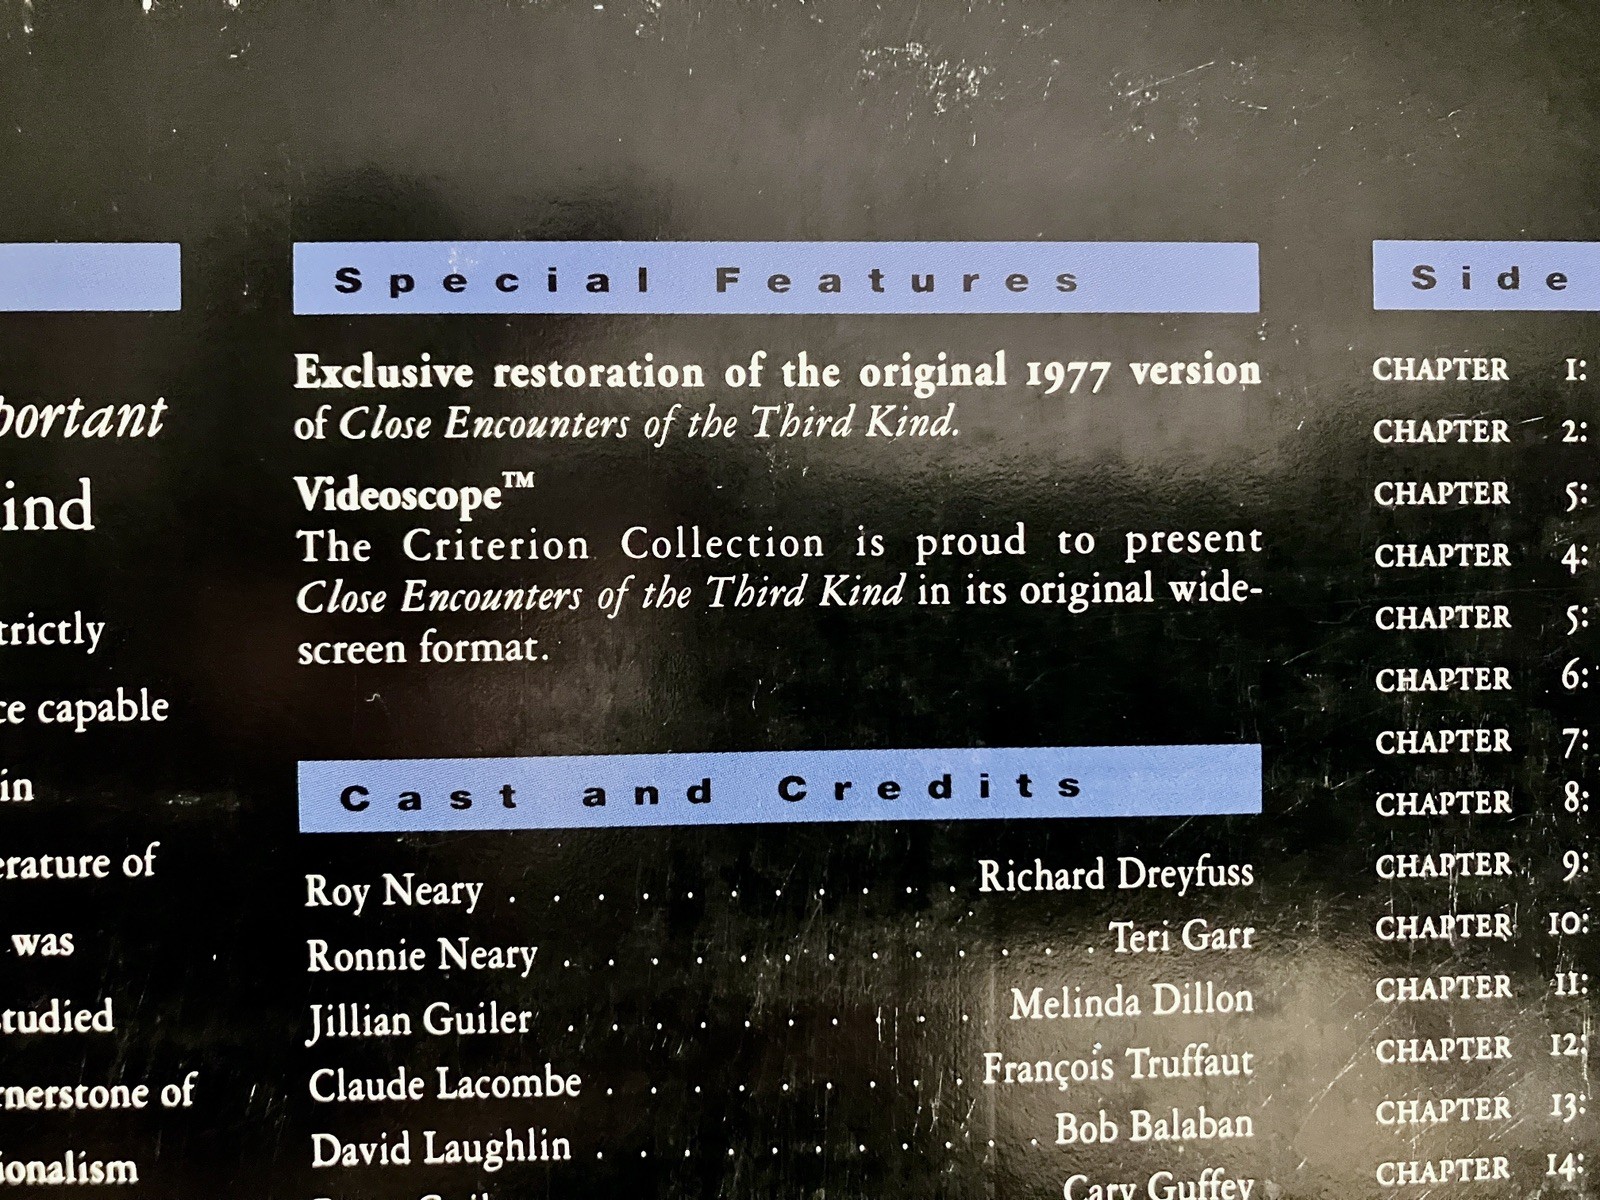 portant
ind
trictly
ce capable
in
erature of
was
tudied
rnerstone of
ionalism
Special Features
Exclusive restoration of the original 1977 version
of Close Encounters of the Third Kind.
Videoscope™
The Criterion Collection is proud to present
Close Encounters of the Third Kind in its original wide-
screen format.
Cast and Credits
Roy Neary . . . . . . . . . . . Richard Dreyfuss
Ronnie Neary . . . . . . . . . . . . . Teri Garr
Jillian Guiler . . . . . . . . . . Melinda Dillon
Claude Lacombe . . . . . . . . . François Truffaut
David Laughlin . . . . . . . . . . . Bob Balaban
Cary Guffey
Side
CHAPTER 1:
CHAPTER 2:
CHAPTER 5:
CHAPTER 4:
CHAPTER 5:
CHAPTER 6:
CHAPTER 7:
CHAPTER 8:
CHAPTER 9:
CHAPTER 10:
CHAPTER 11:
CHAPTER 12:
CHAPTER 13:
CHAPTER 14: